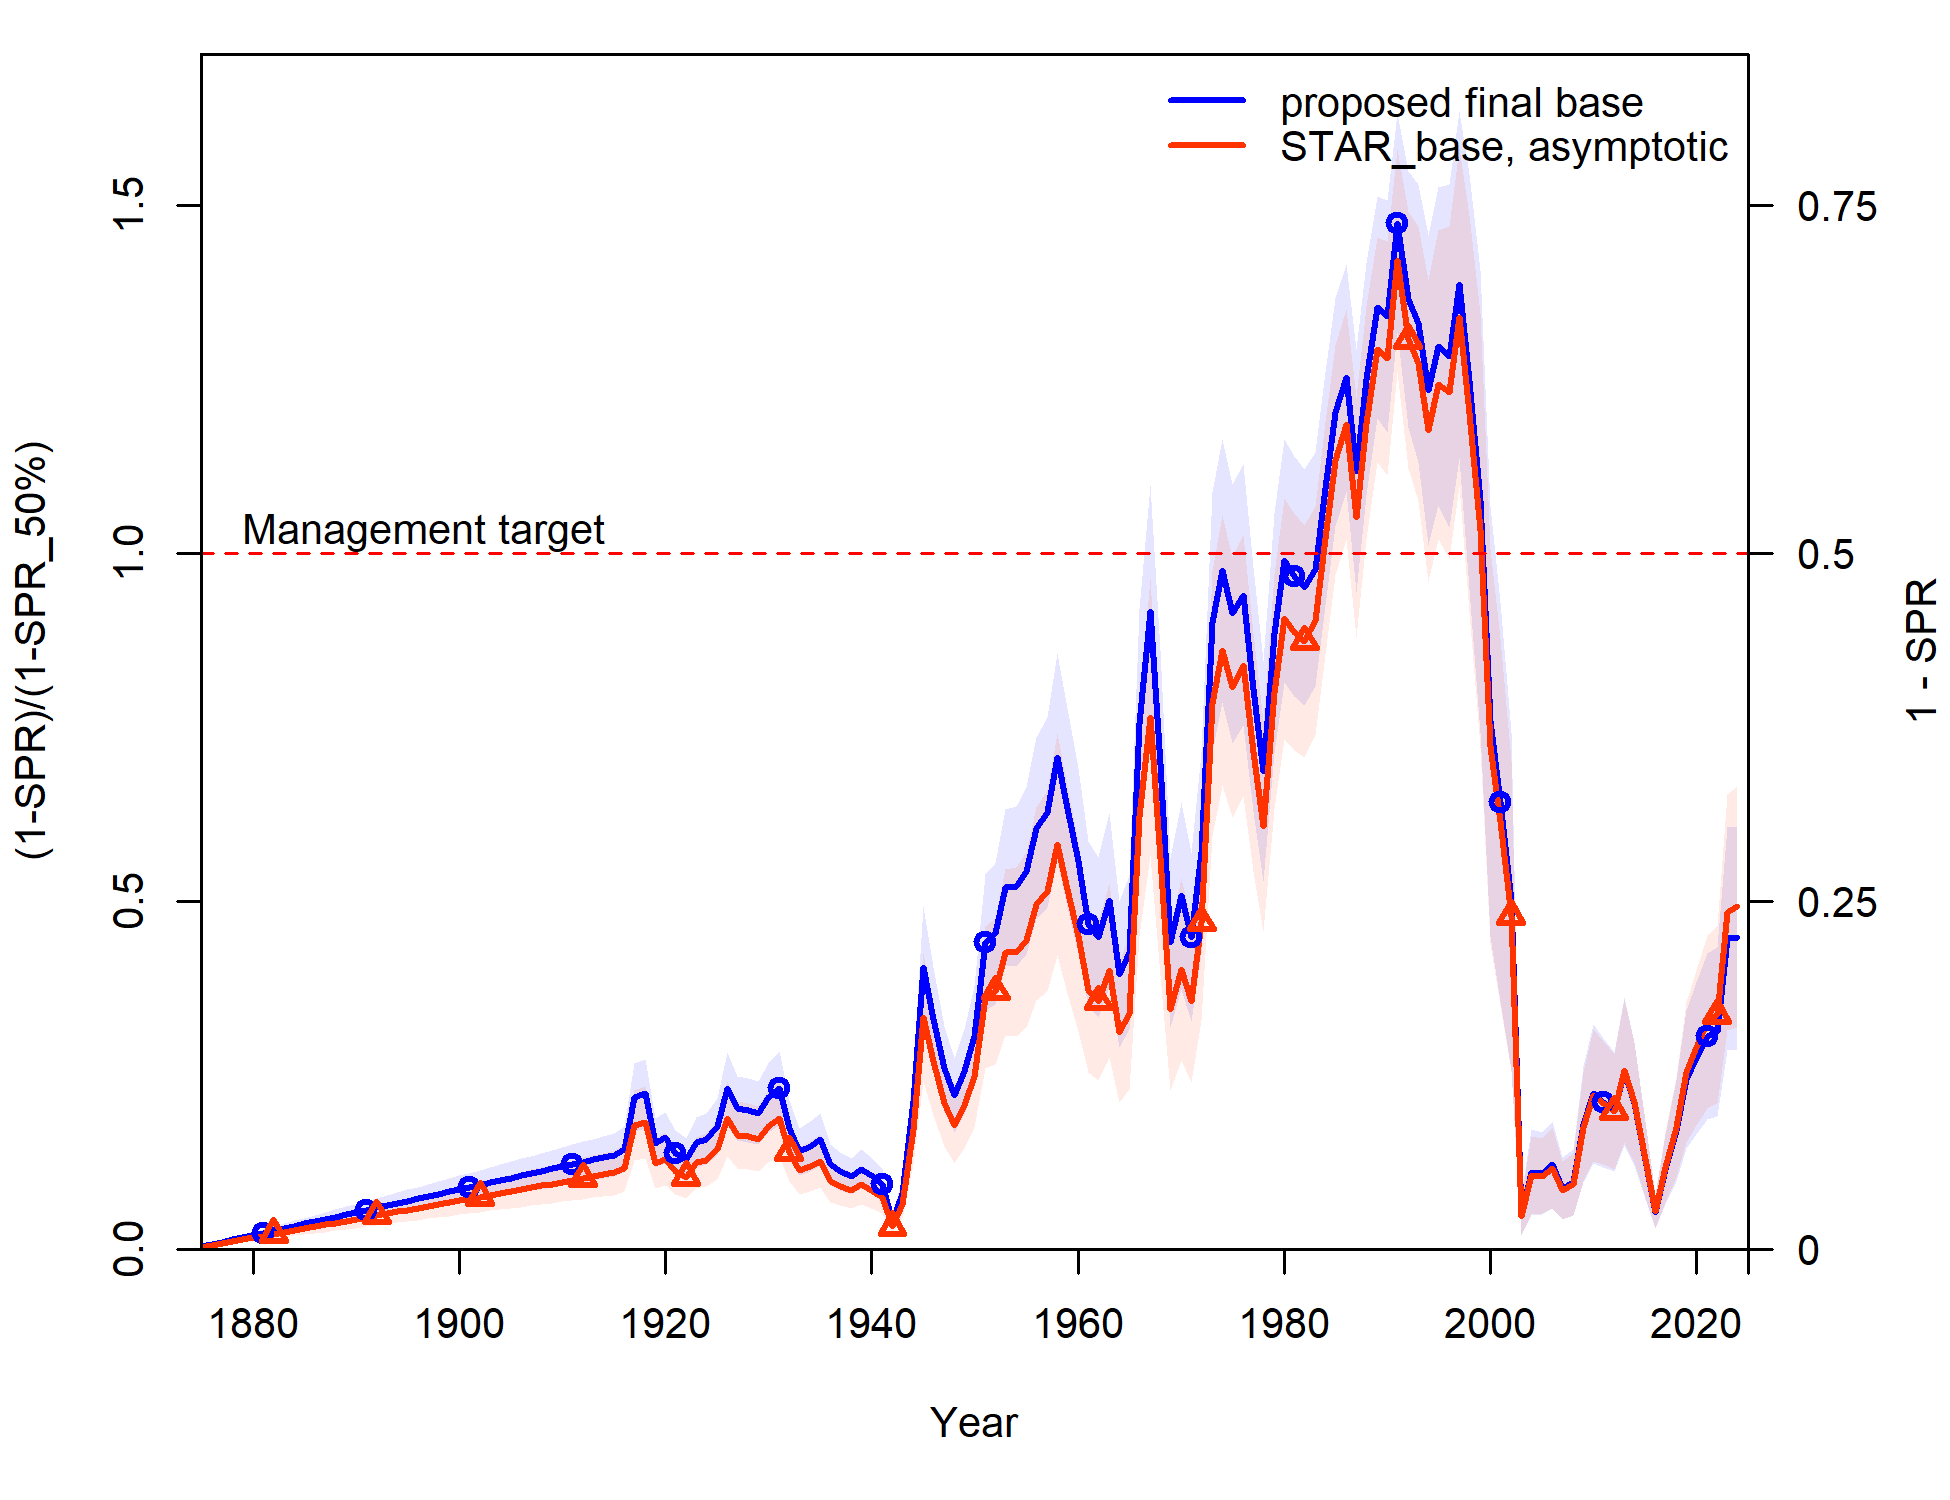 proposed final base
STAR_base, asymptotic
Management target
(1-SPR)/(1-SPR_50%)
0.0
0.5
1.0
1.5
1 - SPR
0
0.25
0.5
0.75
1880
1900
1920
1940
1960
1980
2000
2020
Year